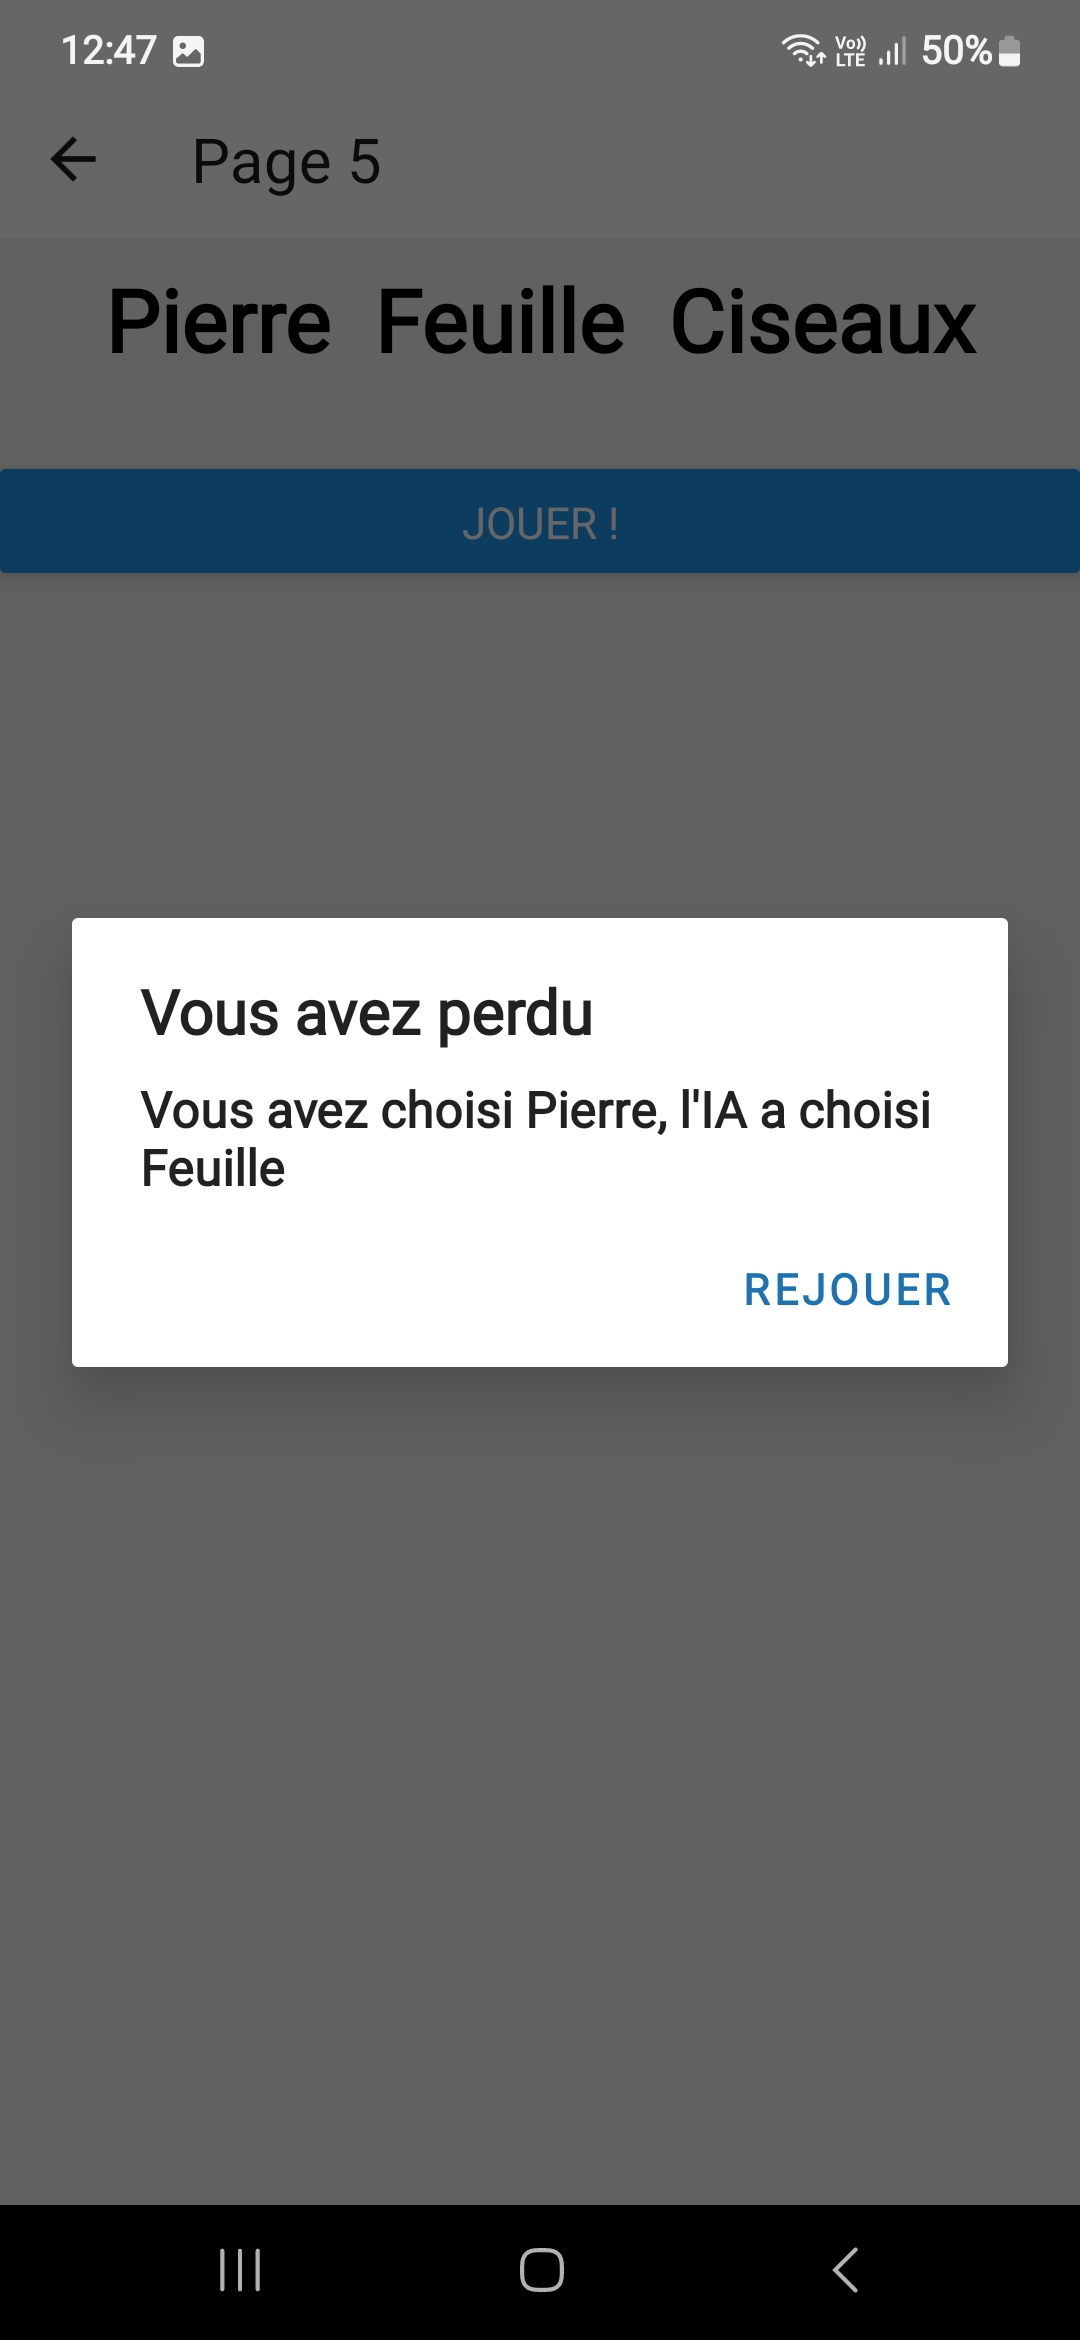 12:47
Vo)) LTE 50%
Page 5
Pierre Feuille Ciseaux
JOUER !
Vous avez perdu
Vous avez choisi Pierre, l'IA a choisi
Feuille
REJOUER